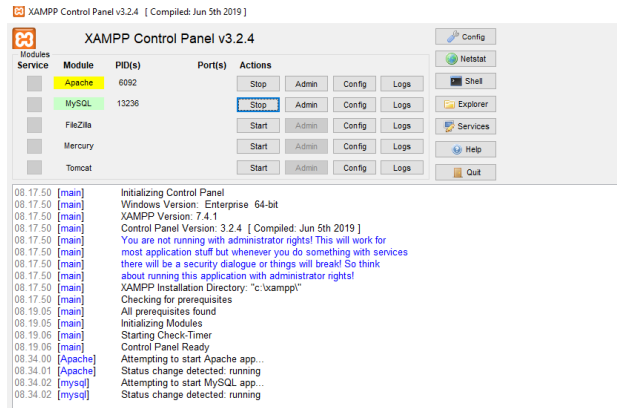 XAMPP Control Panel v3.2.4 [ Compiled: Jun 5th 2019 ]
XAMPP Control Panel v3.2.4
Config
Modules
Service Module PID(s) Port(s) Actions
Netstat
Apache 6092 Stop Admin Config Logs
Shell
MySQL 13236 Stop Admin Config Logs
Explorer
FileZilla Start Admin Config Logs
Services
Mercury Start Admin Config Logs
Help
Tomcat Start Admin Config Logs
Quit
08.17.50 [main] Initializing Control Panel
08.17.50 [main] Windows Version: Enterprise 64-bit
08.17.50 [main] XAMPP Version: 7.4.1
08.17.50 [main] Control Panel Version: 3.2.4 [ Compiled: Jun 5th 2019 ]
08.17.50 [main] You are not running with administrator rights! This will work for
08.17.50 [main] most application stuff but whenever you do something with services
08.17.50 [main] there will be a security dialogue or things will break! So think
08.17.50 [main] about running this application with administrator rights!
08.17.50 [main] XAMPP Installation Directory: "c:\xampp\"
08.17.50 [main] Checking for prerequisites
08.19.05 [main] All prerequisites found
08.19.05 [main] Initializing Modules
08.19.06 [main] Starting Check-Timer
08.19.06 [main] Control Panel Ready
08.34.00 [Apache] Attempting to start Apache app...
08.34.01 [Apache] Status change detected: running
08.34.02 [mysql] Attempting to start MySQL app...
08.34.02 [mysql] Status change detected: running